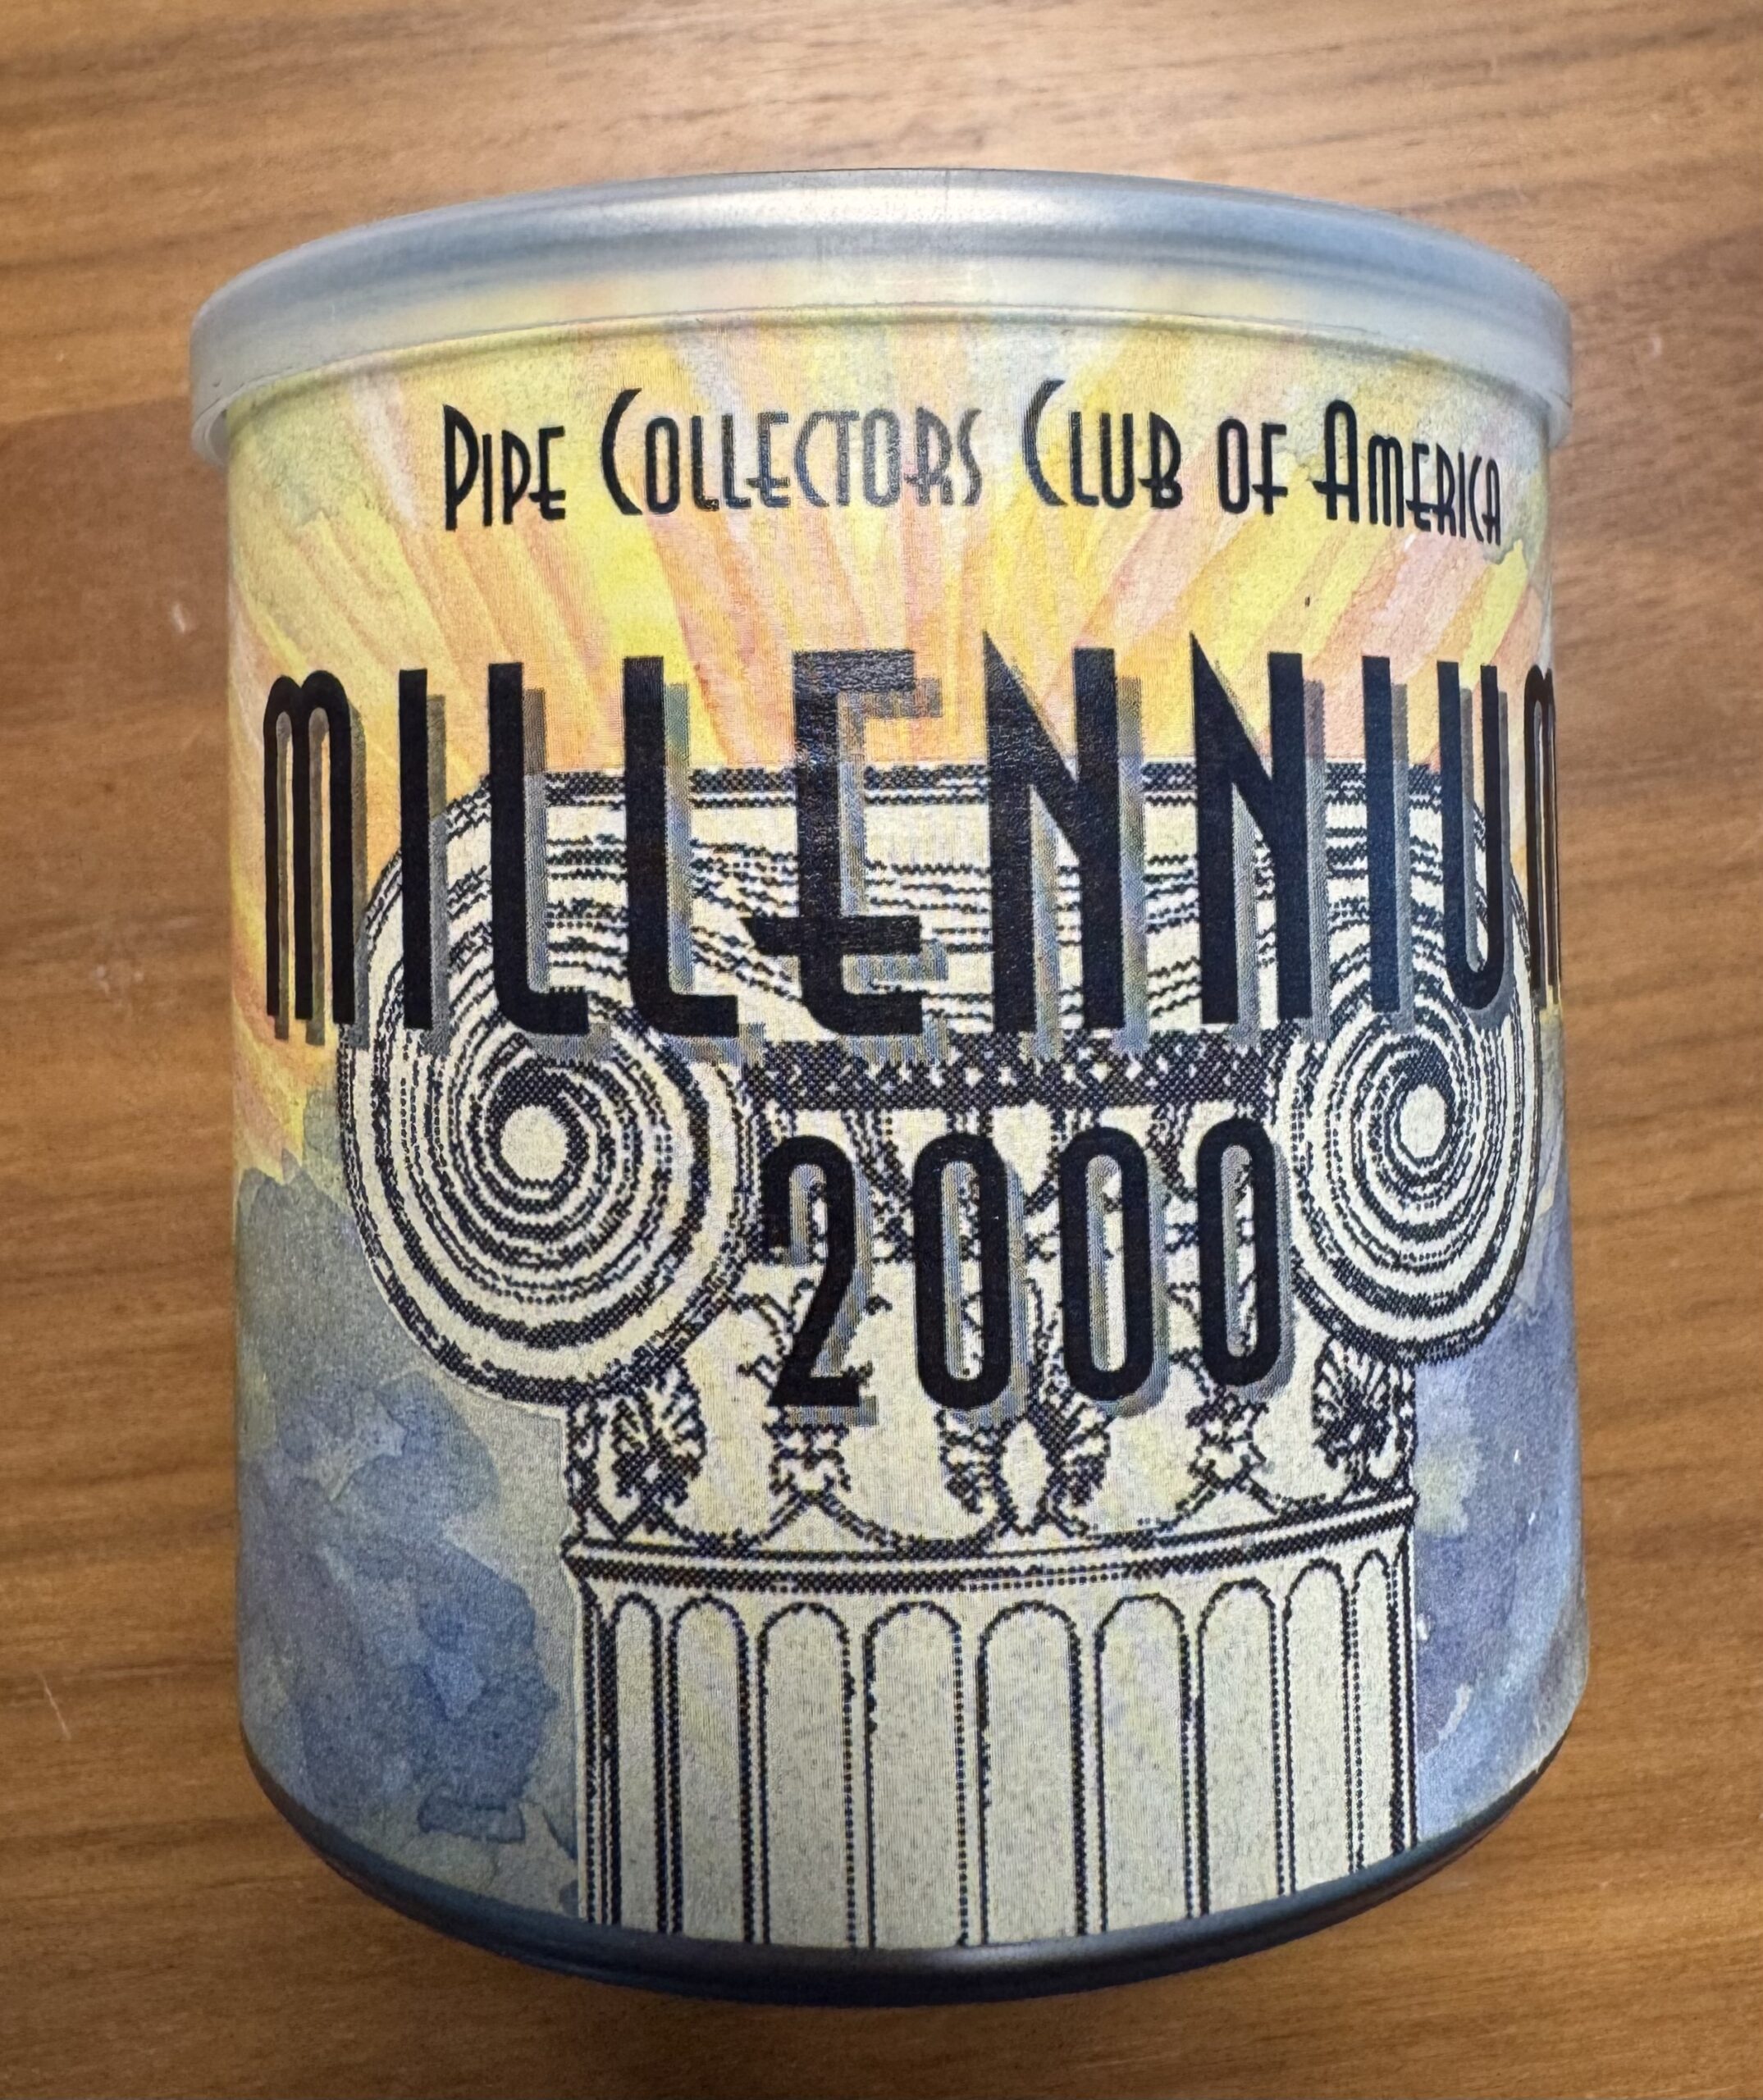 Pipe Collectors Club of America
MILLENNIUM
2000